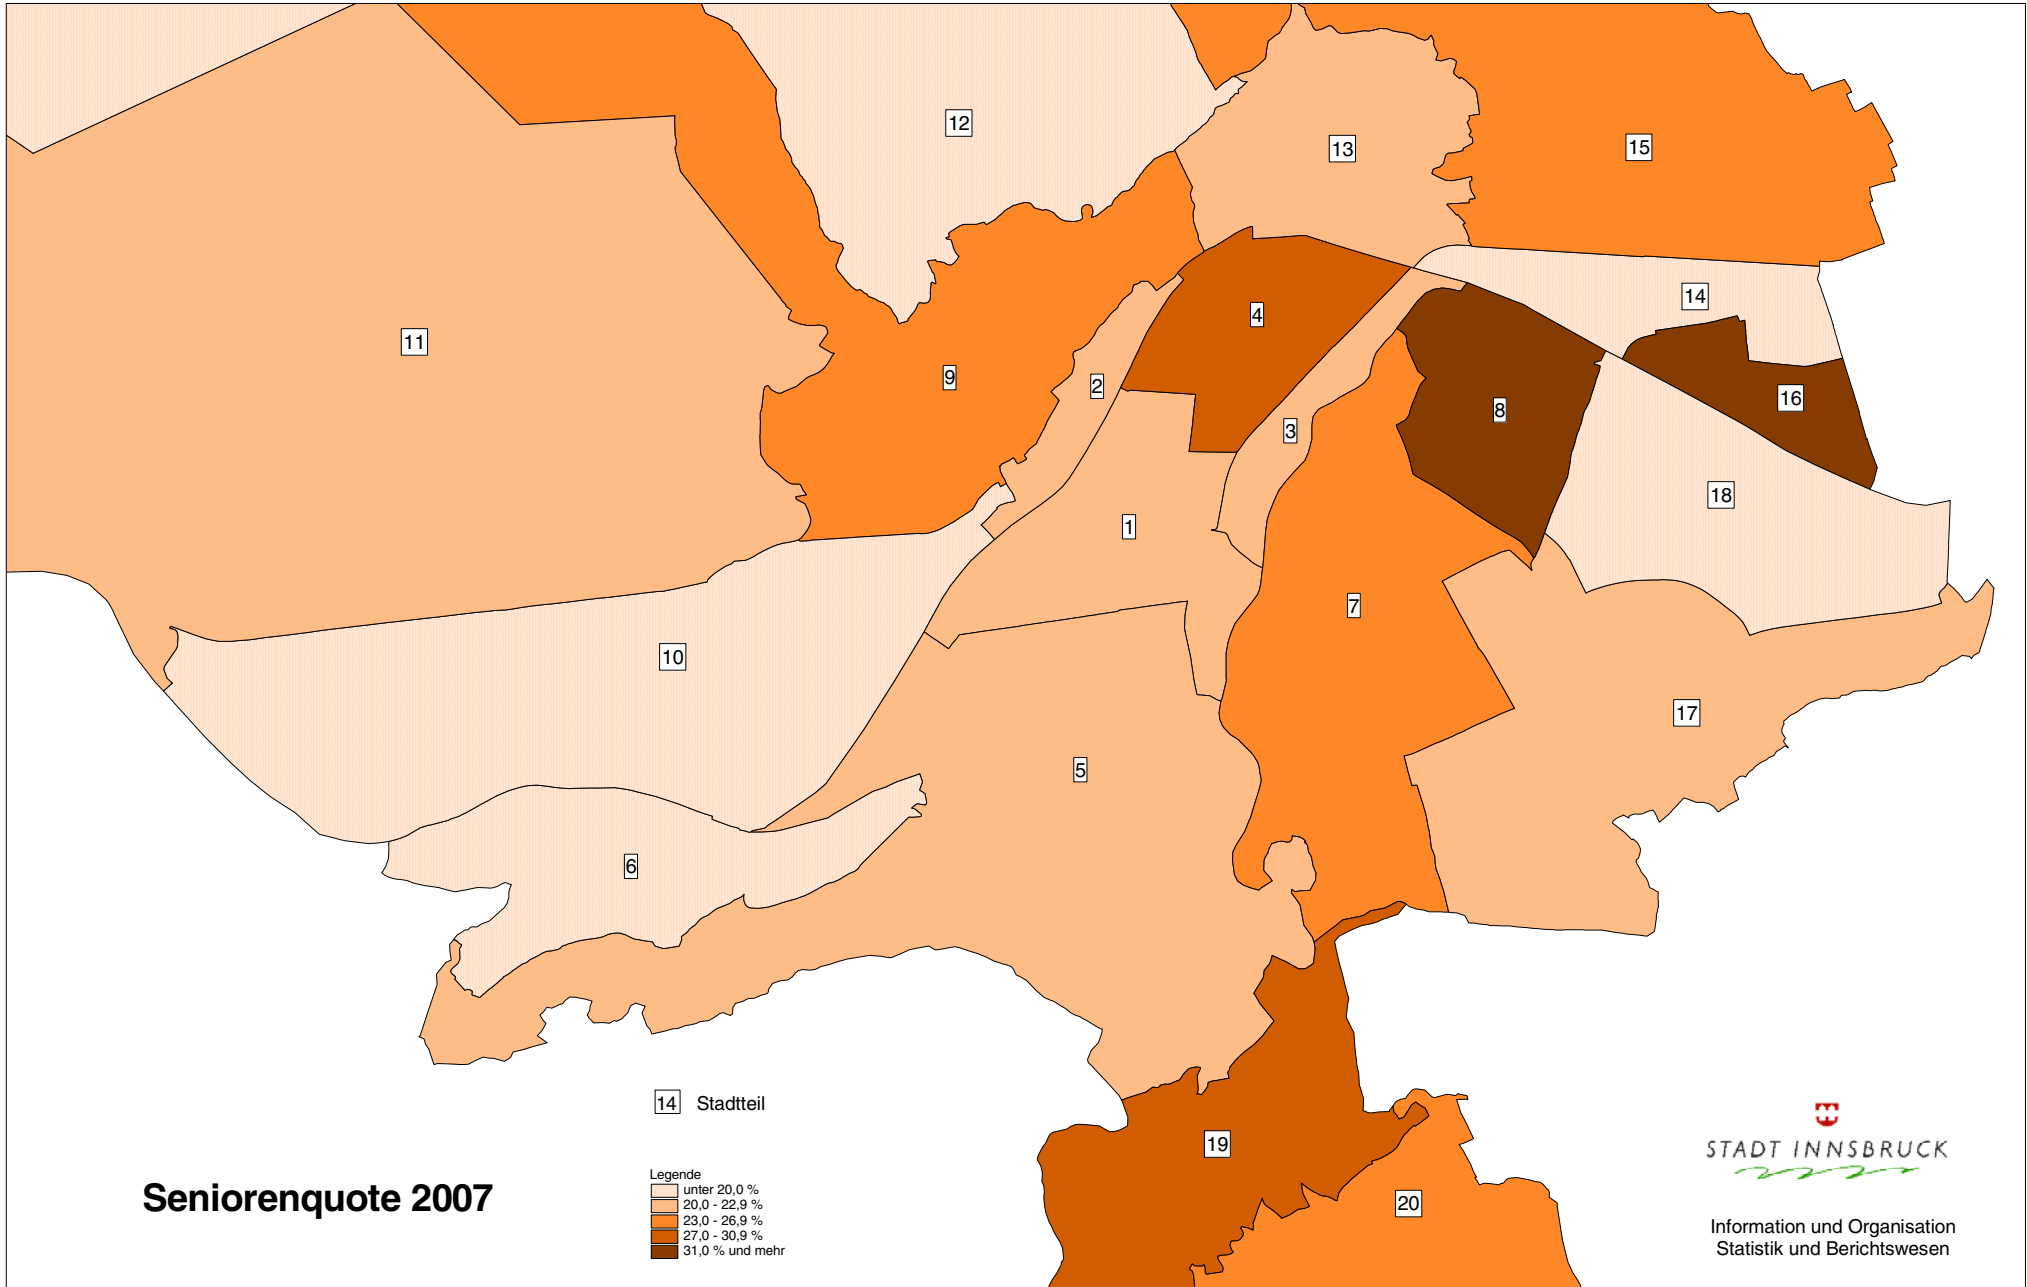 12
13
15
14
4
11
9
2
16
8
3
18
1
7
10
17
5
6
14 Stadtteil
19
STADT INNSBRUCK
Legende
Seniorenquote 2007
unter 20,0 %
20,0 - 22,9 %
23,0 - 26,9 %
27,0 - 30,9 %
31,0 % und mehr
20
Information und Organisation
Statistik und Berichtswesen